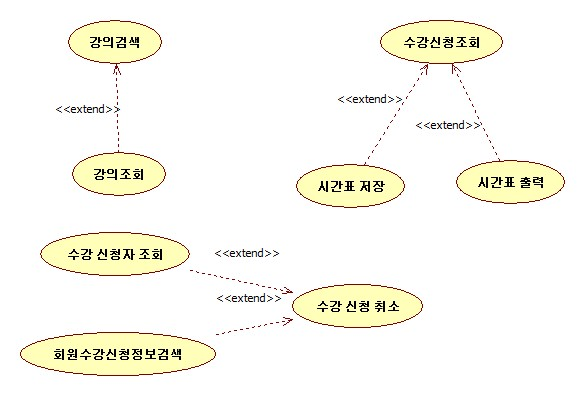 강의검색
수강신청조회
<<extend>>
<<extend>>
<<extend>>
강의조회
시간표 저장
시간표 출력
수강 신청자 조회
<<extend>>
<<extend>>
수강 신청 취소
회원수강신청정보검색